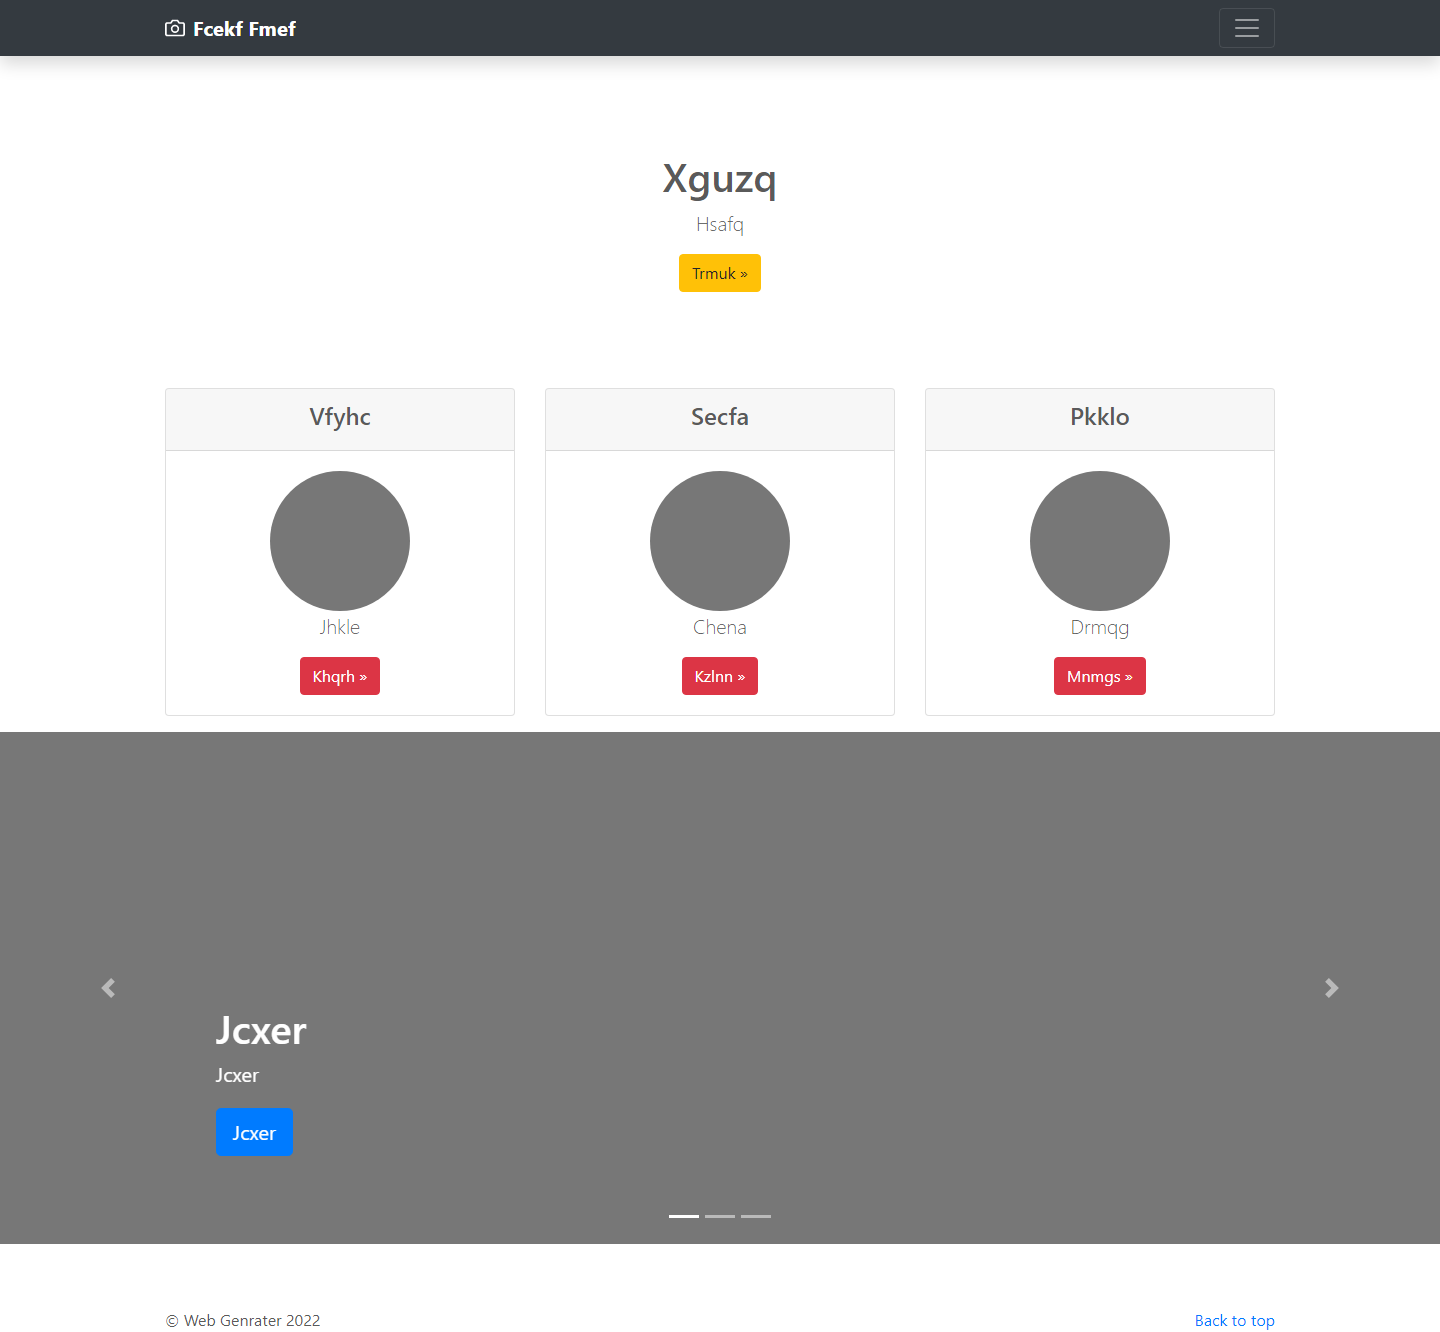 Fcekf Fmef
Xguzq
Hsafq
Trmuk »
Vfyhc
Secfa
Pkklo
Jhkle
Chena
Drmqg
Khqrh »
Kzlnn »
Mnmgs »
Jcxer
Jcxer
Jcxer
© Web Genrater 2022
Back to top